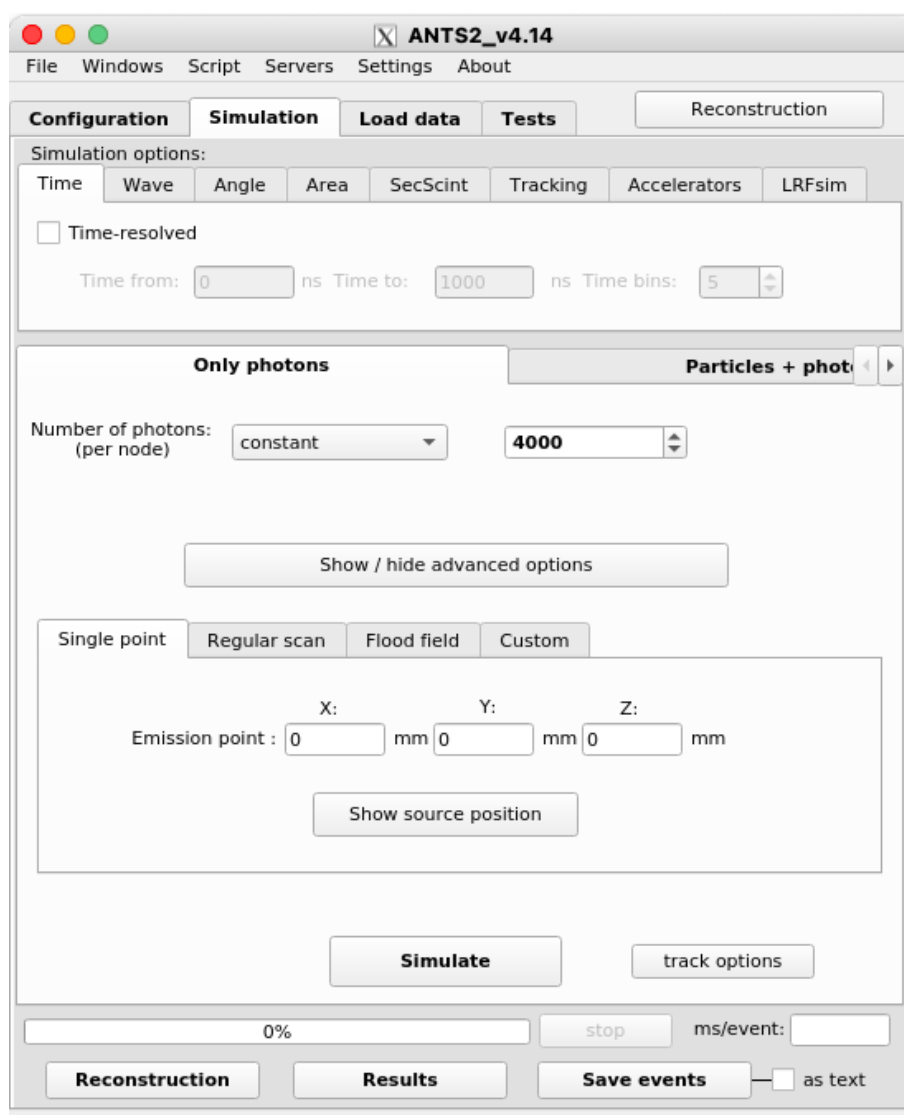 ANTS2_v4.14
File Windows Script Servers Settings About
Configuration Simulation Load data Tests Reconstruction
Simulation options:
Time Wave Angle Area SecScint Tracking Accelerators LRFsim
Time-resolved
Time from: 0 ns Time to: 1000 ns Time bins: 5
Only photons Particles + phot
Number of photons:
(per node) constant 4000
Show / hide advanced options
Single point Regular scan Flood field Custom
X: Y: Z:
Emission point : 0 mm 0 mm 0 mm
Show source position
Simulate track options
0% stop ms/event:
Reconstruction Results Save events as text